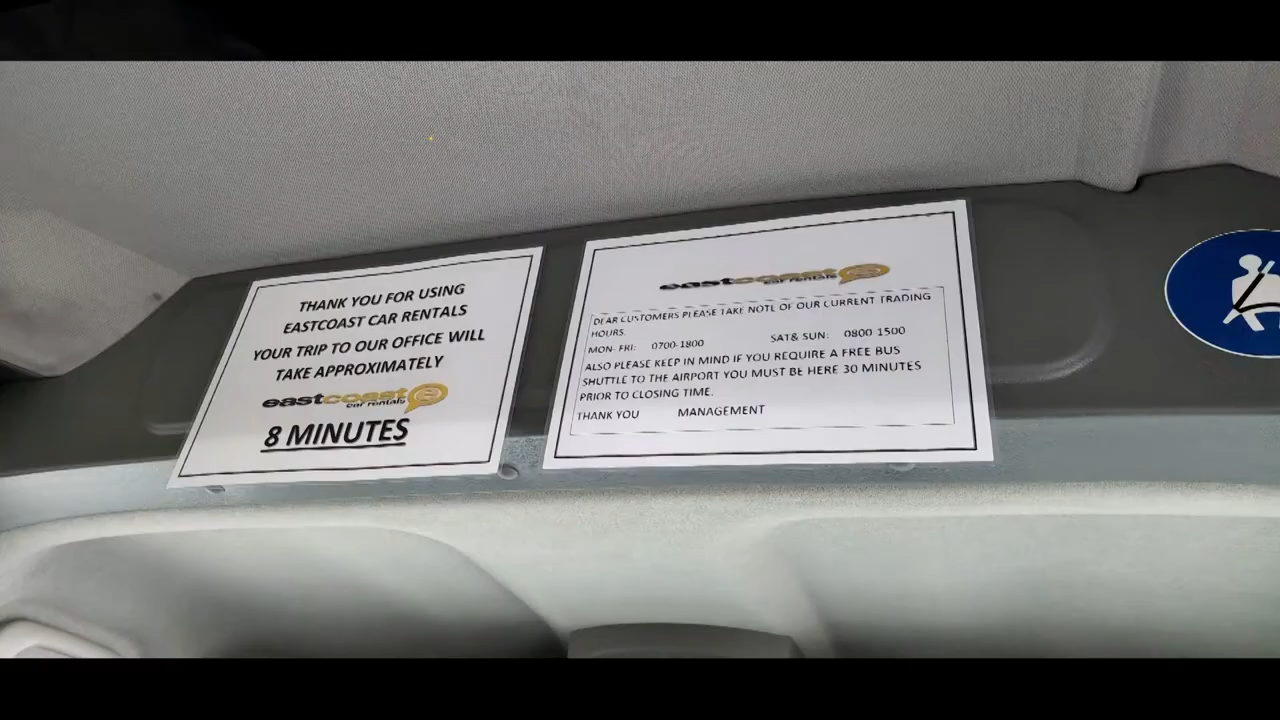 THANK YOU FOR USING
EASTCOAST CAR RENTALS
YOUR TRIP TO OUR OFFICE WILL
TAKE APPROXIMATELY
eastcoast
car rentals
8 MINUTES
eastcoast
car rentals
DEAR CUSTOMERS PLEASE TAKE NOTE OF OUR CURRENT TRADING
HOURS.
MON- FRI: 0700-1800 SAT& SUN: 0800-1500
ALSO PLEASE KEEP IN MIND IF YOU REQUIRE A FREE BUS
SHUTTLE TO THE AIRPORT YOU MUST BE HERE 30 MINUTES
PRIOR TO CLOSING TIME.
THANK YOU MANAGEMENT